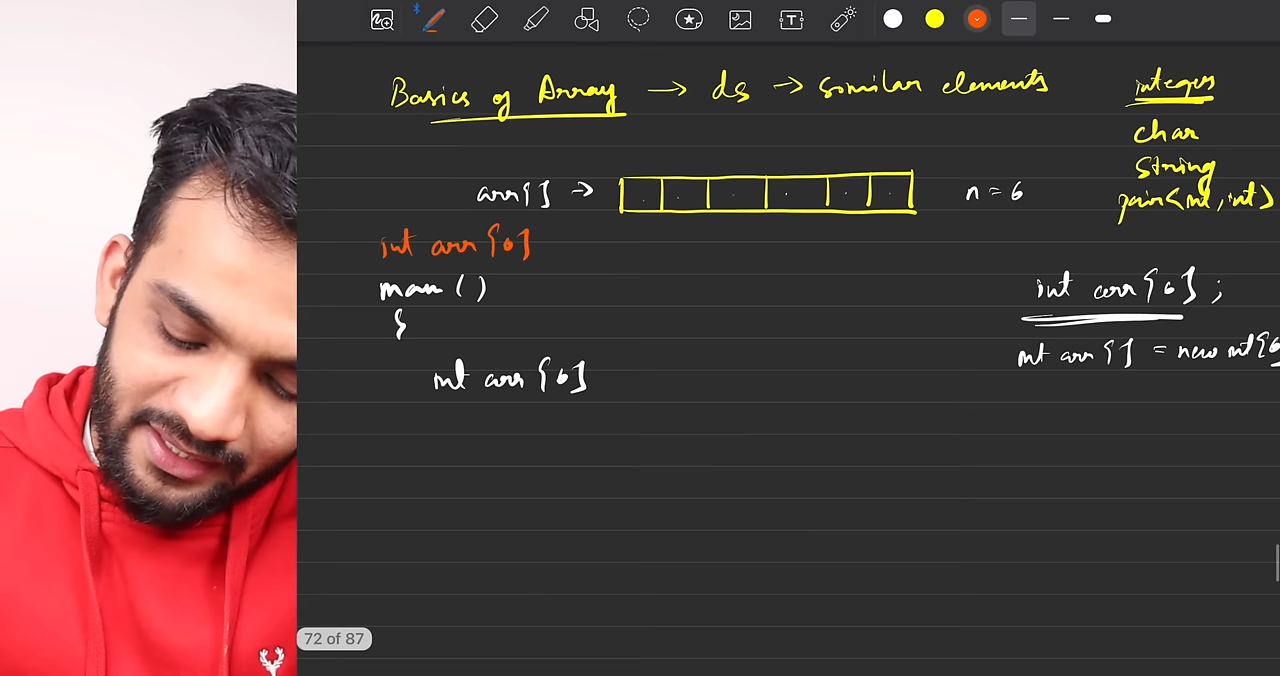 Basics of Array → ds → similar elements
integers
char
string
pair<int, int>
arr[] → n = 6
int arr[6]
main ()
{
int arr[6]
int arr[6];
int arr[] = new int[6
72 of 87